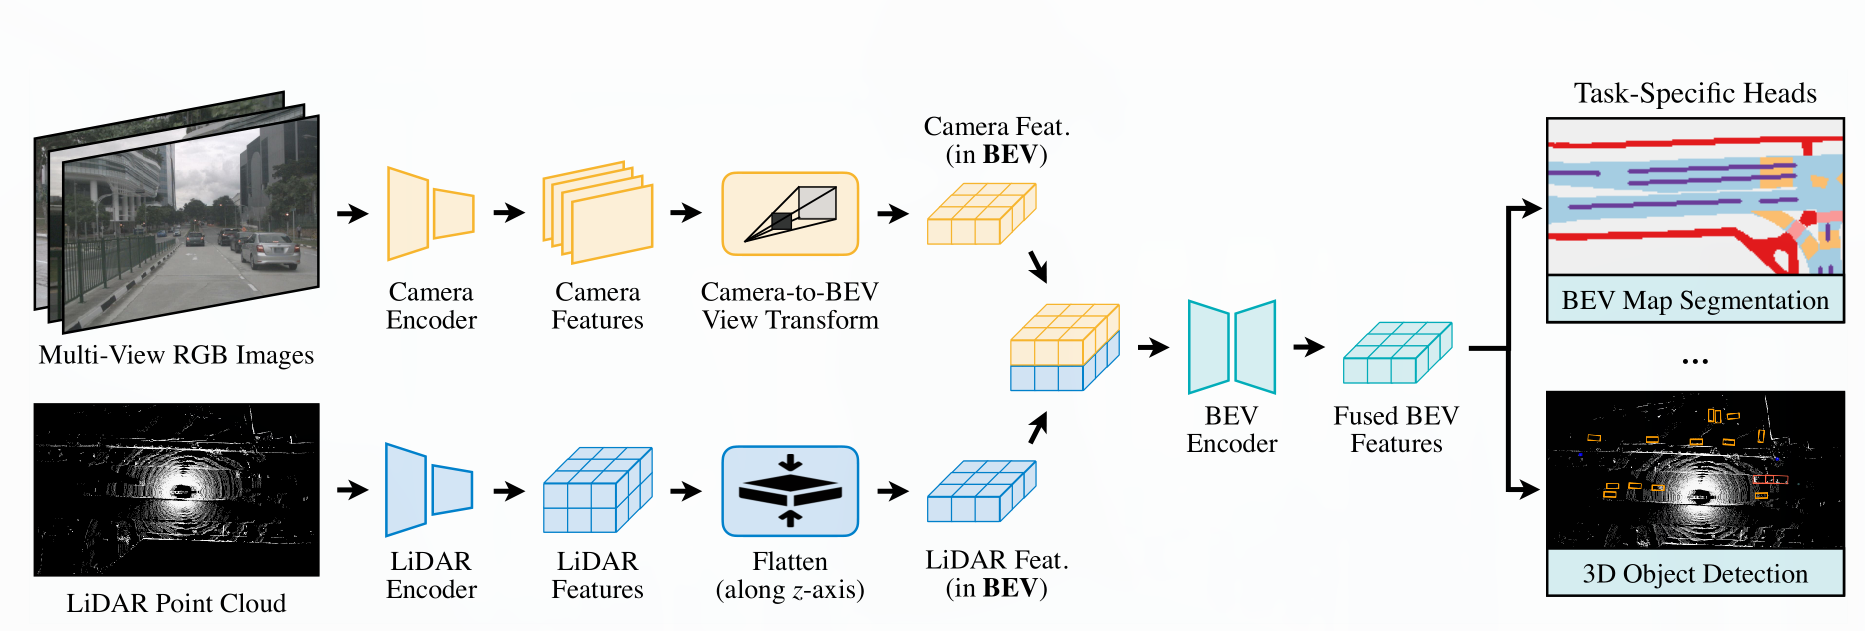 Multi-View RGB Images
Camera
Encoder
Camera
Features
Camera-to-BEV
View Transform
Camera Feat.
(in BEV)
LiDAR Point Cloud
LiDAR
Encoder
LiDAR
Features
Flatten
(along z-axis)
LiDAR Feat.
(in BEV)
BEV
Encoder
Fused BEV
Features
Task-Specific Heads
BEV Map Segmentation
...
3D Object Detection